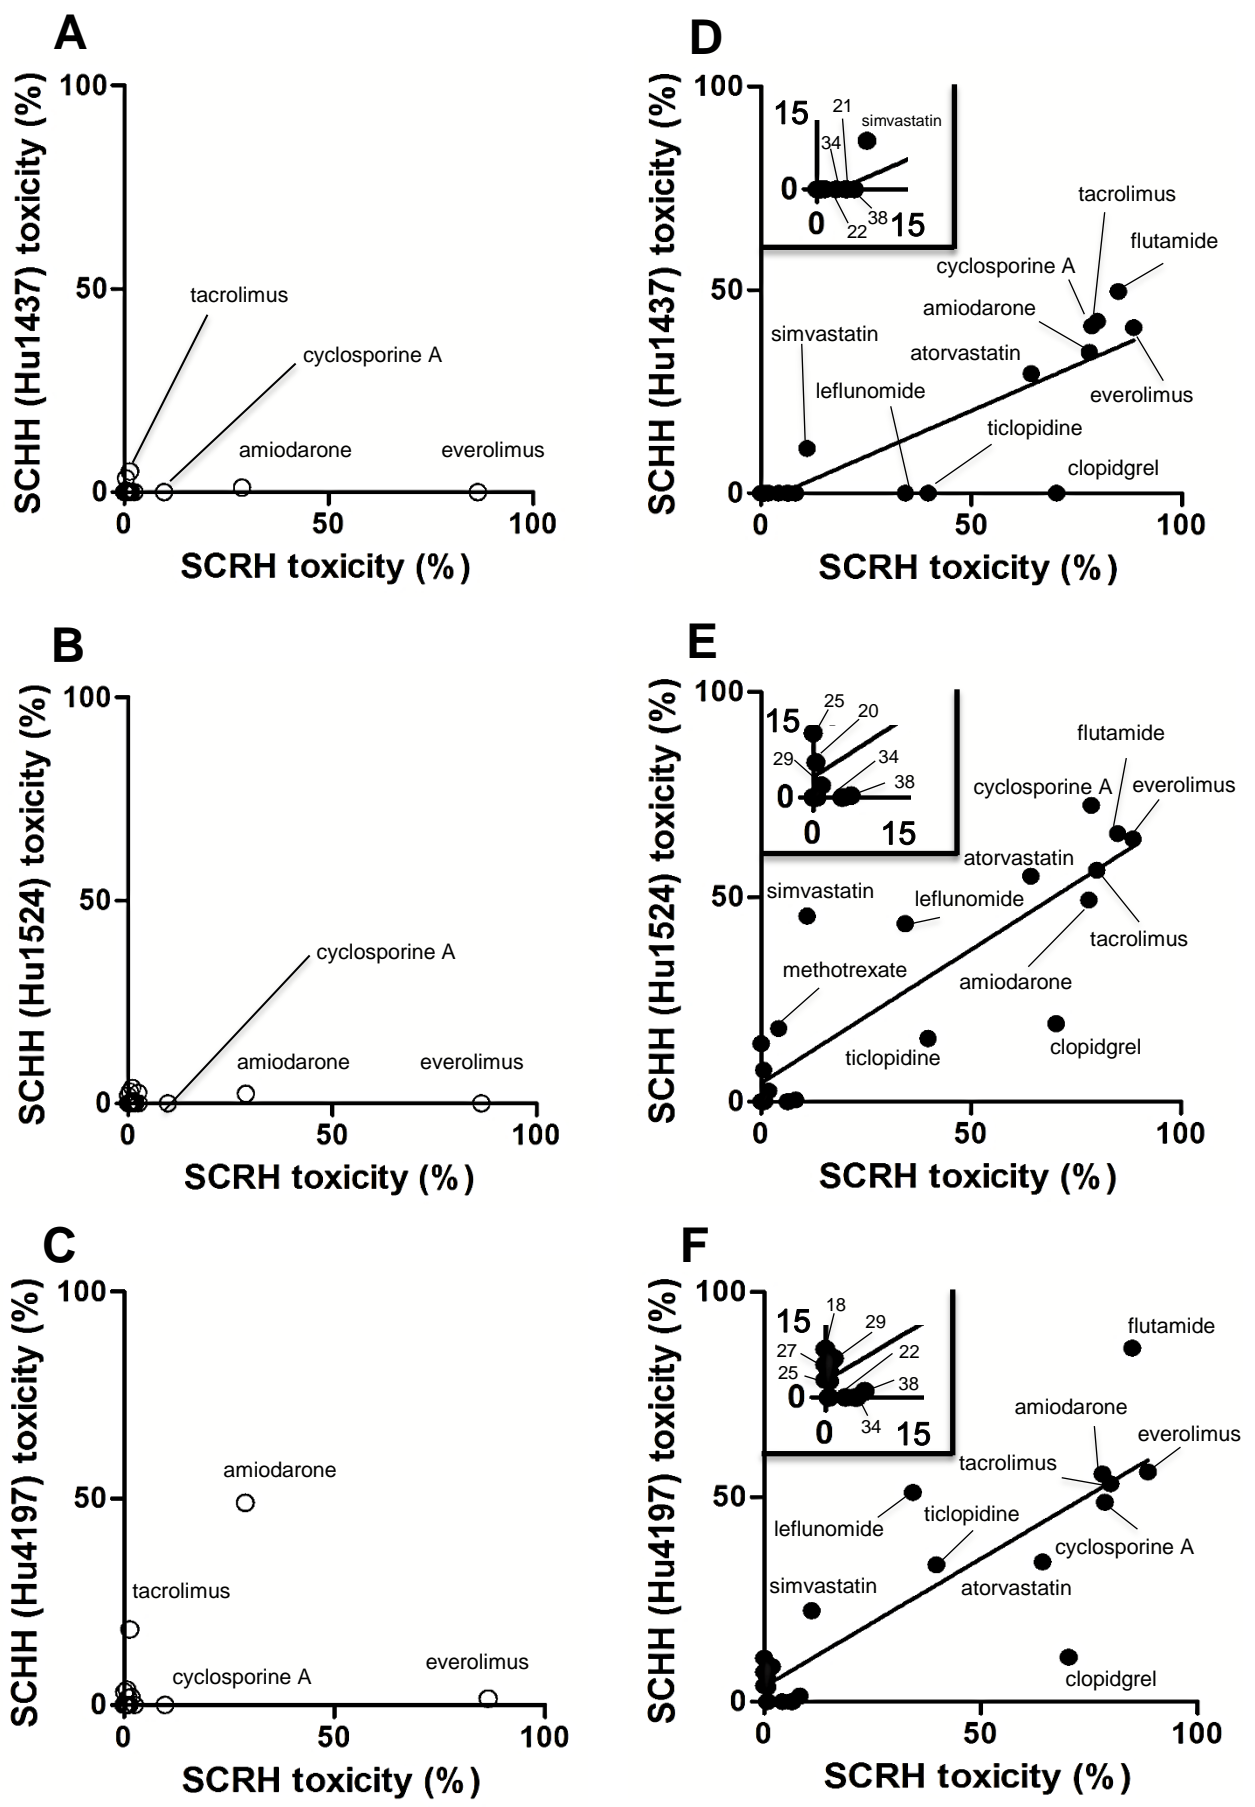 A
SCHH (Hu1437) toxicity (%)
100
50
0
tacrolimus
cyclosporine A
amiodarone
everolimus
0
50
100
SCRH toxicity (%)
D
SCHH (Hu1437) toxicity (%)
100
50
0
15
21
simvastatin
34
0
0
22
38
15
tacrolimus
flutamide
cyclosporine A
amiodarone
simvastatin
atorvastatin
leflunomide
everolimus
ticlopidine
clopidgrel
0
50
100
SCRH toxicity (%)
B
SCHH (Hu1524) toxicity (%)
100
50
0
cyclosporine A
amiodarone
everolimus
0
50
100
SCRH toxicity (%)
E
SCHH (Hu1524) toxicity (%)
100
50
0
15
25
20
29
34
38
0
0
15
flutamide
cyclosporine A
everolimus
atorvastatin
simvastatin
leflunomide
tacrolimus
methotrexate
amiodarone
ticlopidine
clopidgrel
0
50
100
SCRH toxicity (%)
C
SCHH (Hu4197) toxicity (%)
100
50
0
amiodarone
tacrolimus
cyclosporine A
everolimus
0
50
100
SCRH toxicity (%)
F
SCHH (Hu4197) toxicity (%)
100
50
0
15
18
29
27
22
25
38
0
34
0
15
flutamide
amiodarone
everolimus
tacrolimus
leflunomide
ticlopidine
cyclosporine A
simvastatin
atorvastatin
clopidgrel
0
50
100
SCRH toxicity (%)